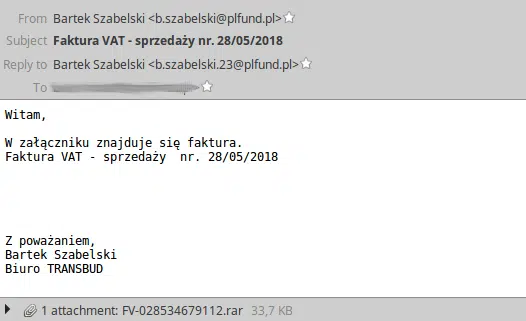 From Bartek Szabelski <b.szabelski@plfund.pl>
Subject Faktura VAT - sprzedaży nr. 28/05/2018
Reply to Bartek Szabelski <b.szabelski.23@plfund.pl>
To
Witam,
W załączniku znajduje się faktura.
Faktura VAT - sprzedaży nr. 28/05/2018
Z poważaniem,
Bartek Szabelski
Biuro TRANSBUD
1 attachment: FV-028534679112.rar 33,7 KB